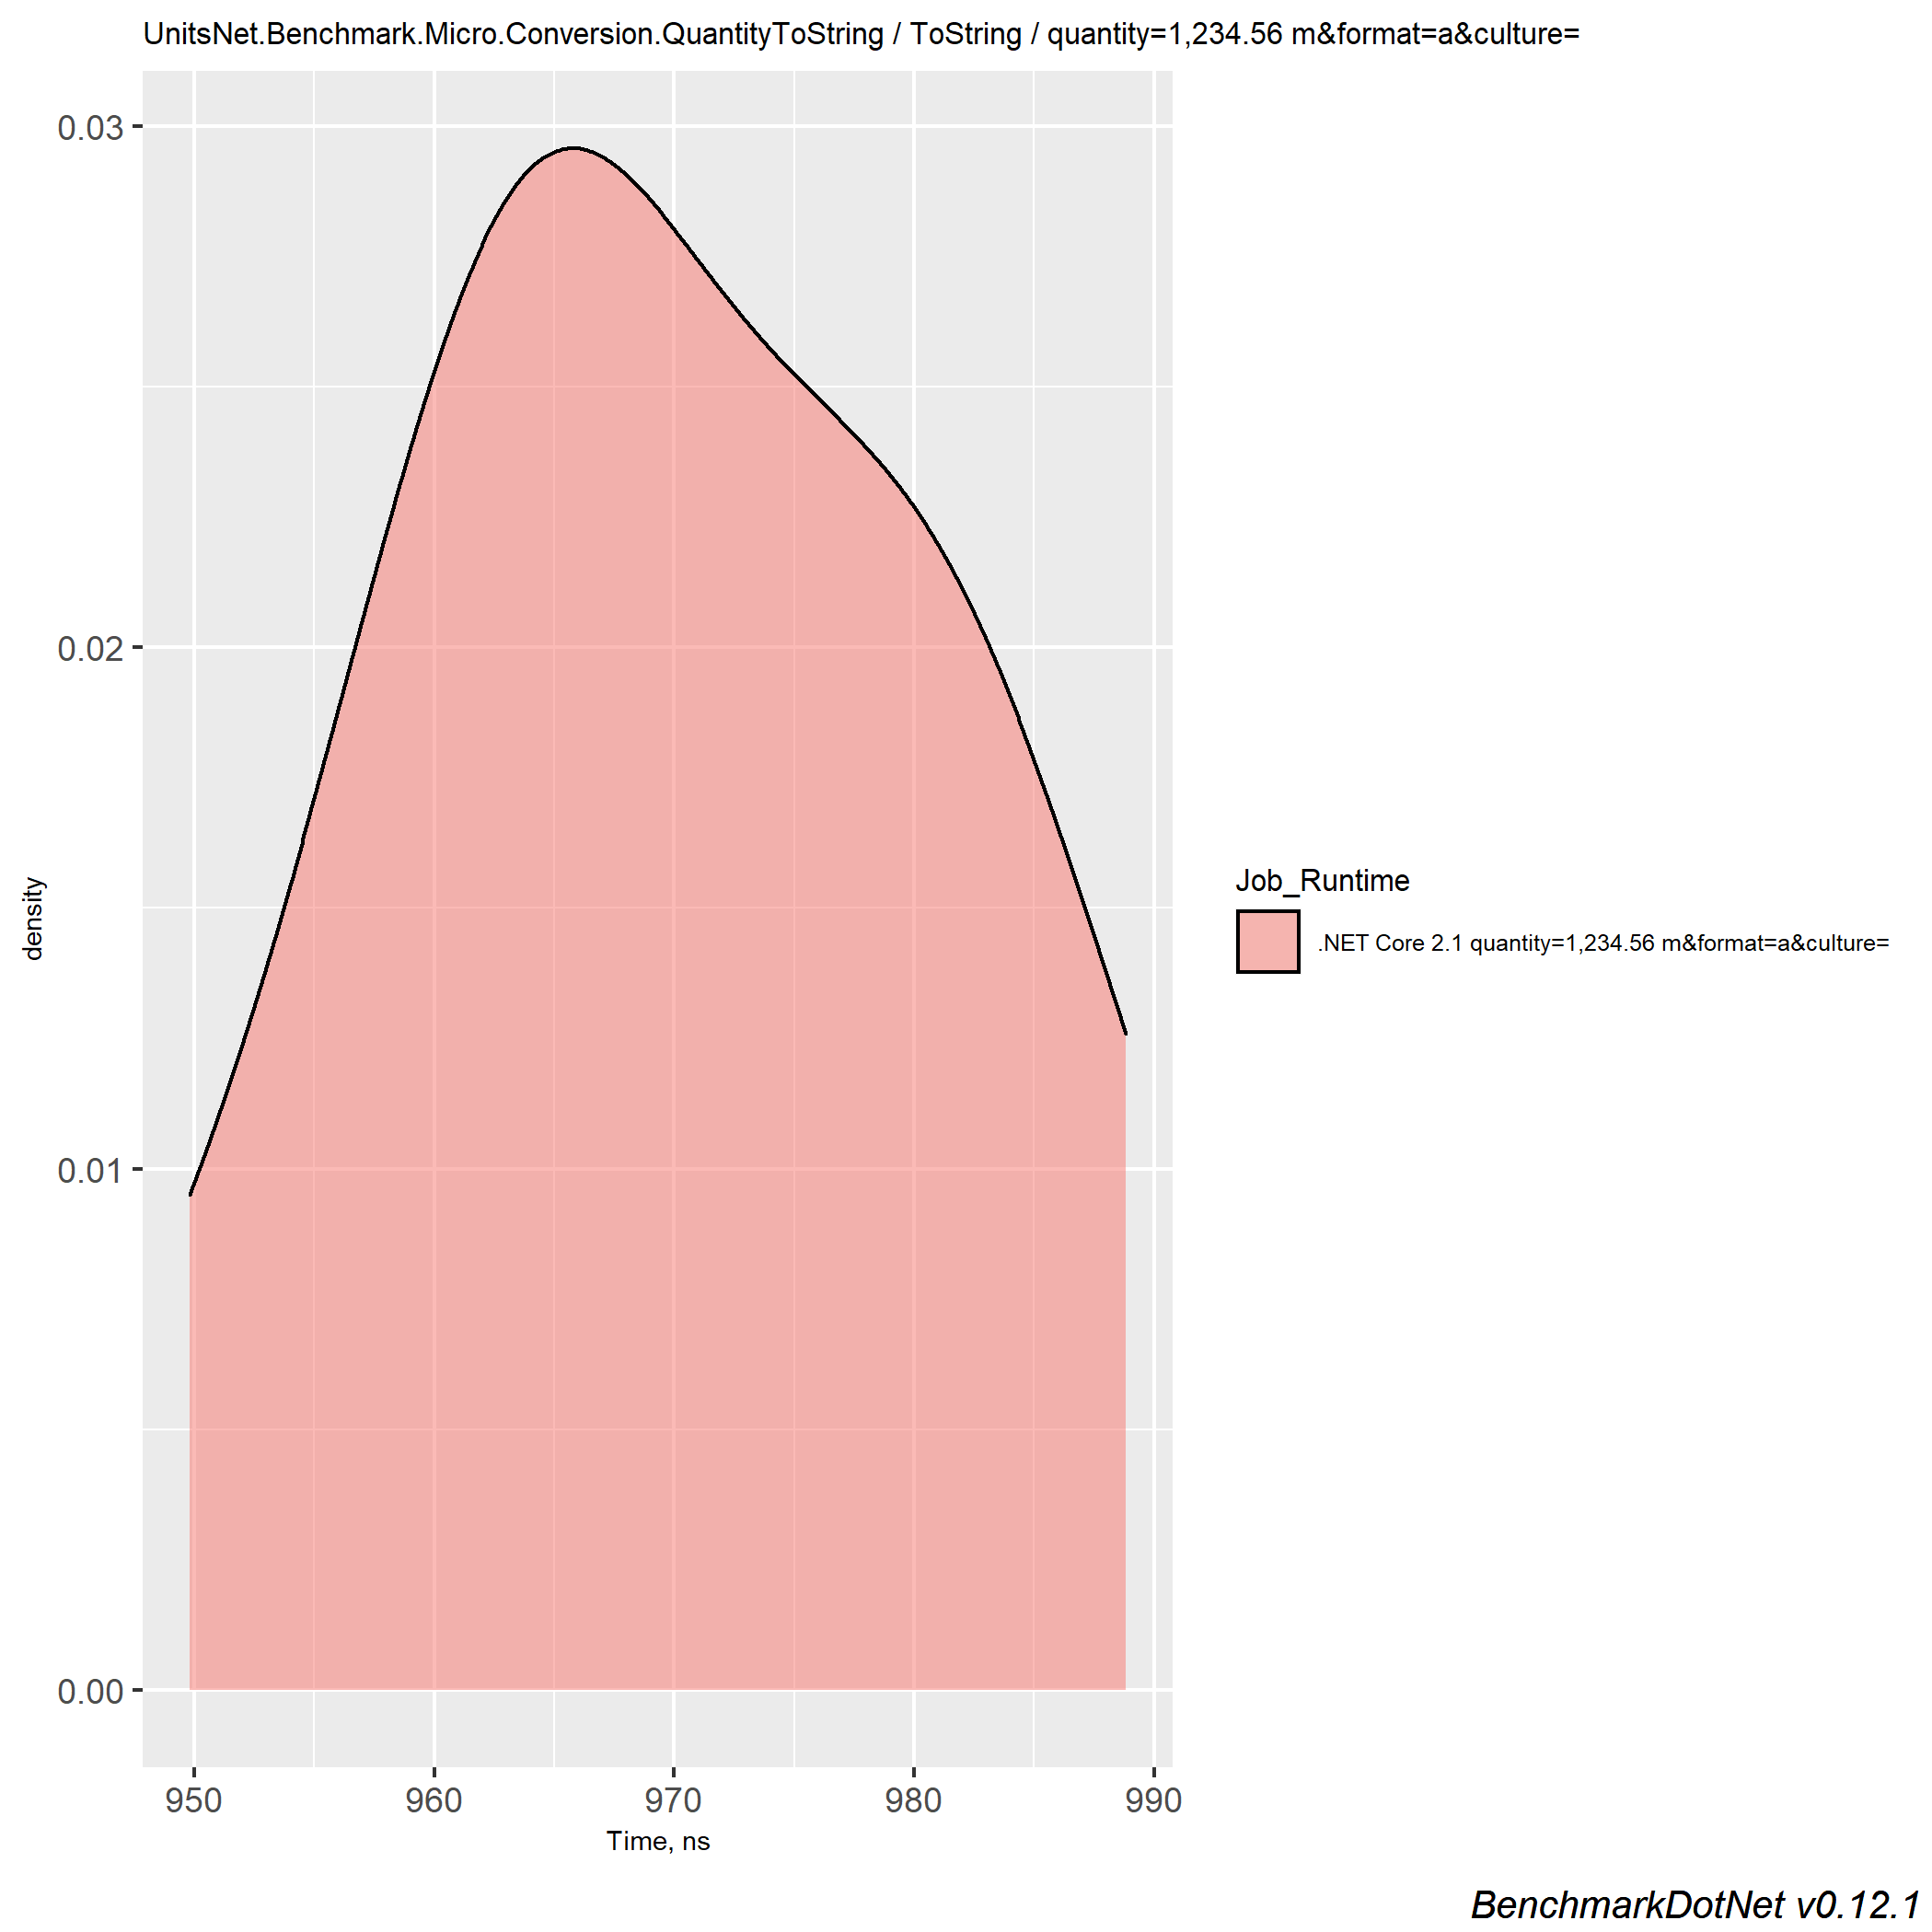 UnitsNet.Benchmark.Micro.Conversion.QuantityToString / ToString / quantity=1,234.56 m&format=a&culture=
0.03
0.02
0.01
0.00
density
950 960 970 980 990
Time, ns
Job_Runtime
.NET Core 2.1 quantity=1,234.56 m&format=a&culture=
BenchmarkDotNet v0.12.1